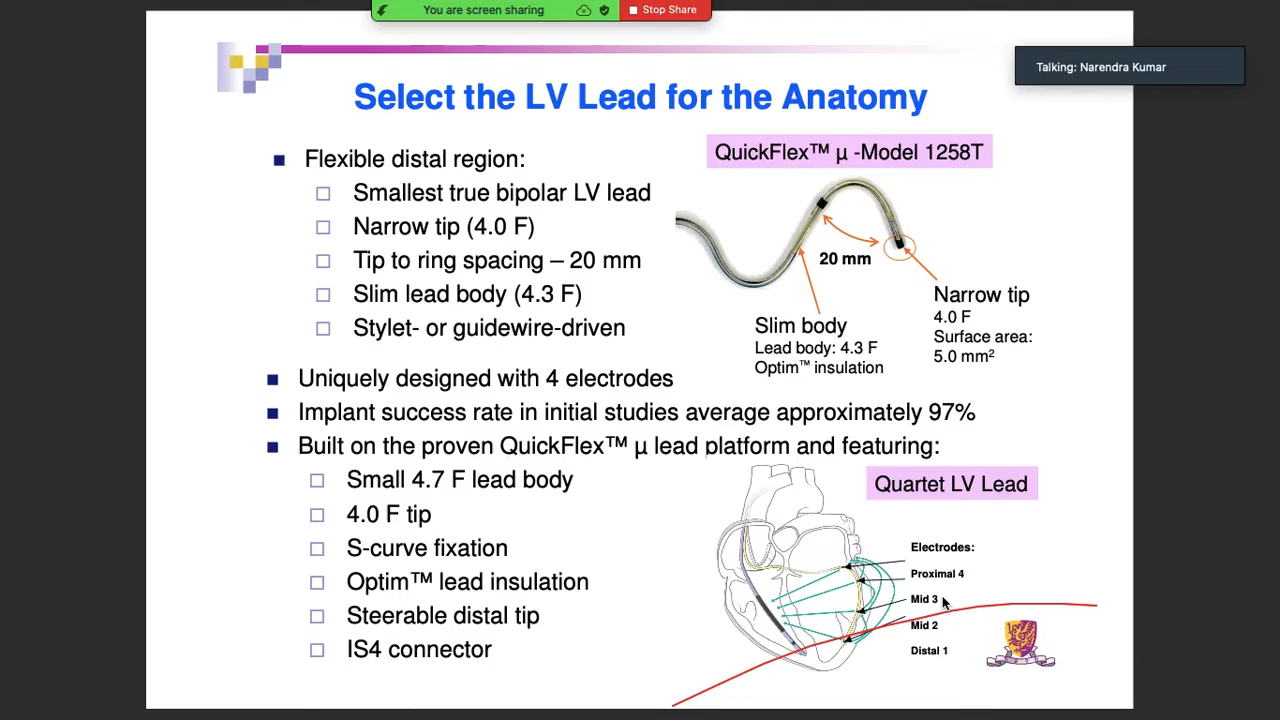 You are screen sharing
Stop Share
Talking: Narendra Kumar
Select the LV Lead for the Anatomy
Flexible distal region:
Smallest true bipolar LV lead
Narrow tip (4.0 F)
Tip to ring spacing – 20 mm
Slim lead body (4.3 F)
Stylet- or guidewire-driven
QuickFlex™ µ -Model 1258T
20 mm
Narrow tip
4.0 F
Surface area:
5.0 mm²
Slim body
Lead body: 4.3 F
Optim™ insulation
Uniquely designed with 4 electrodes
Implant success rate in initial studies average approximately 97%
Built on the proven QuickFlex™ µ lead platform and featuring:
Small 4.7 F lead body
4.0 F tip
S-curve fixation
Optim™ lead insulation
Steerable distal tip
IS4 connector
Quartet LV Lead
Electrodes:
Proximal 4
Mid 3
Mid 2
Distal 1